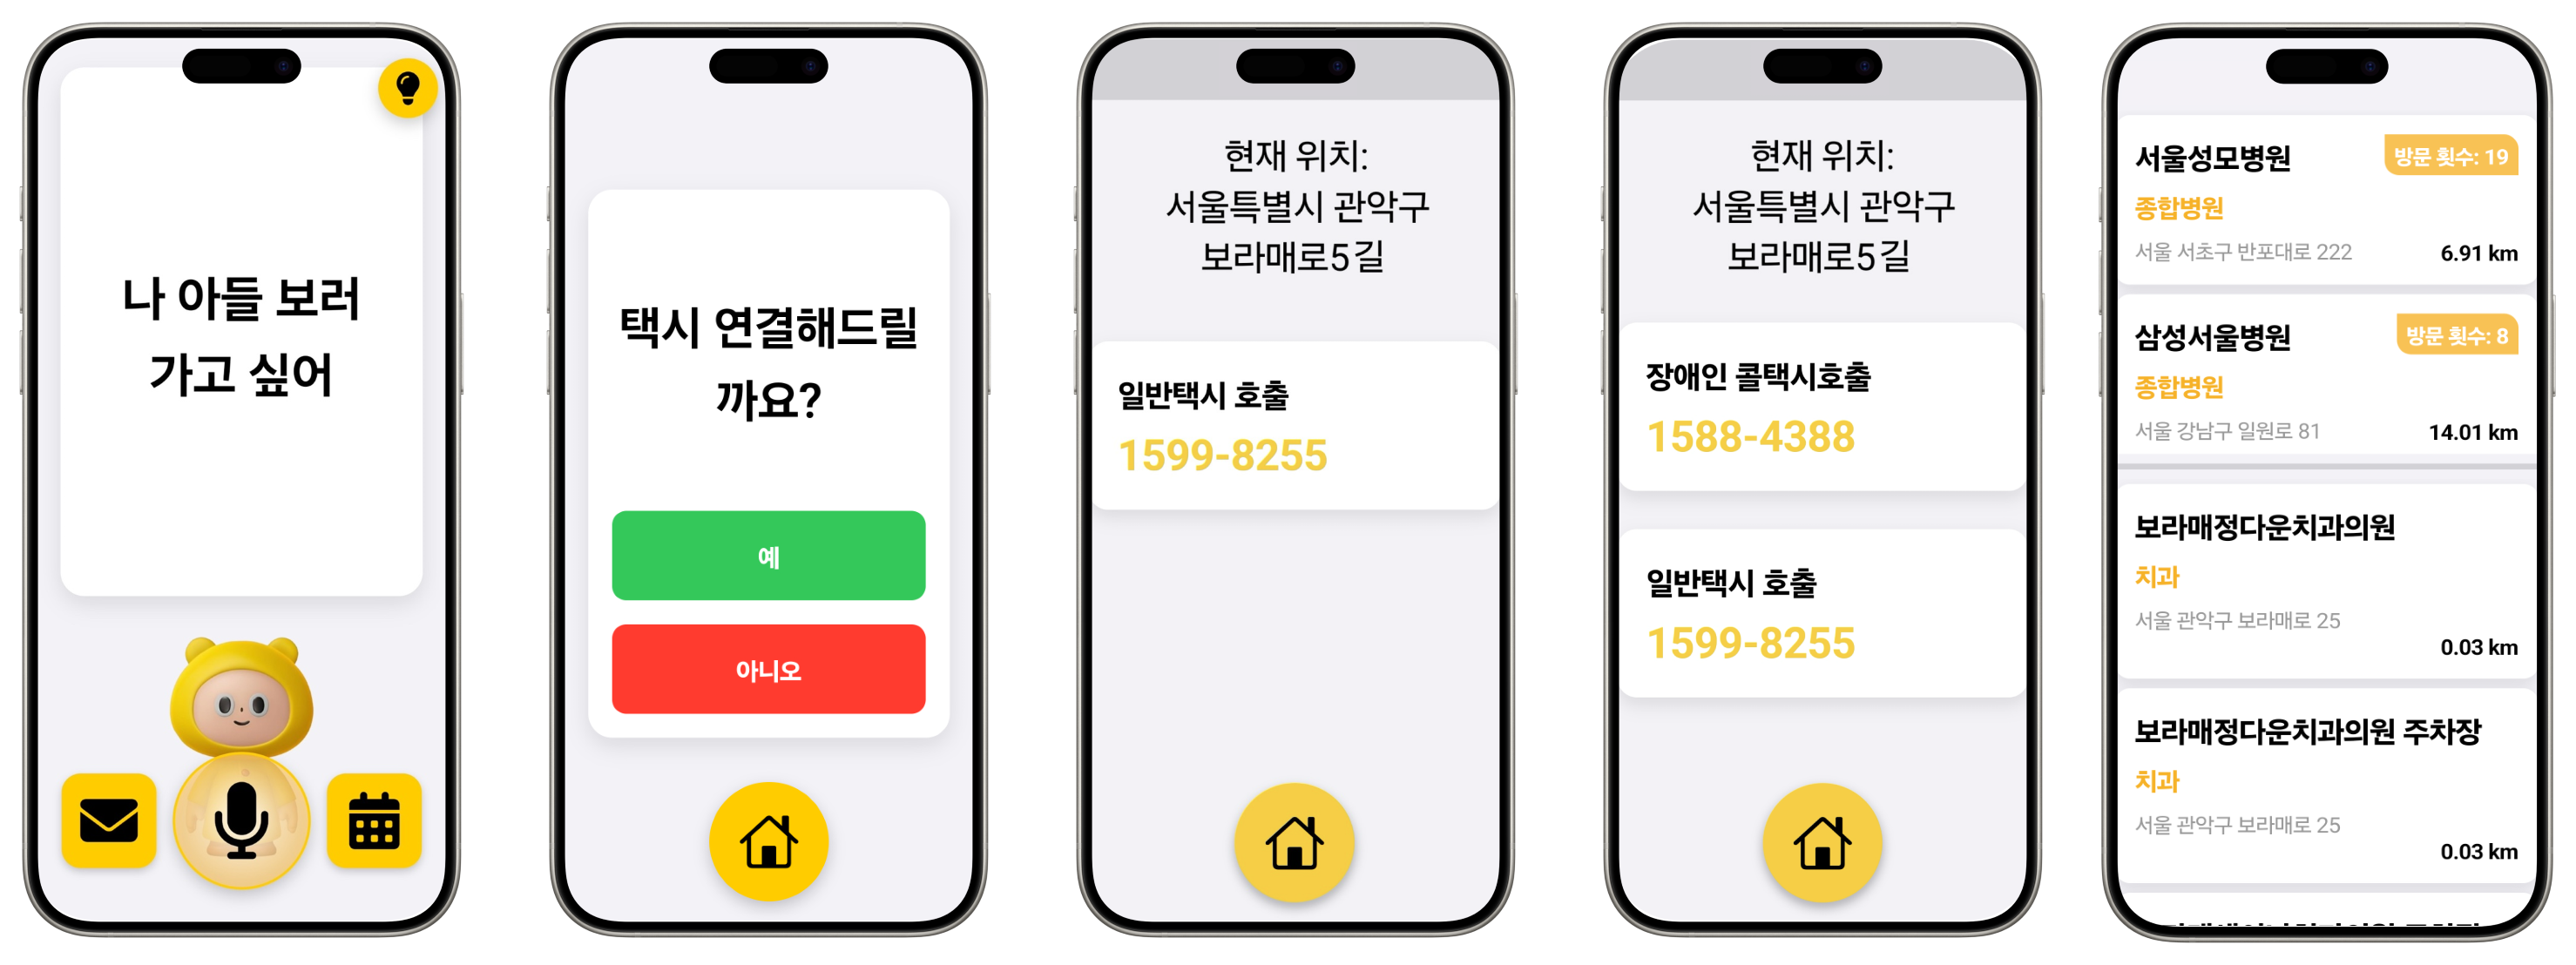 나 아들 보러
가고 싶어
택시 연결해드릴
까요?
예
아니오
현재 위치:
서울특별시 관악구
보라매로5길
일반택시 호출
1599-8255
현재 위치:
서울특별시 관악구
보라매로5길
장애인 콜택시호출
1588-4388
일반택시 호출
1599-8255
서울성모병원
방문 횟수: 19
종합병원
서울 서초구 반포대로 222
6.91 km
삼성서울병원
방문 횟수: 8
종합병원
서울 강남구 일원로 81
14.01 km
보라매정다운치과의원
치과
서울 관악구 보라매로 25
0.03 km
보라매정다운치과의원 주차장
치과
서울 관악구 보라매로 25
0.03 km